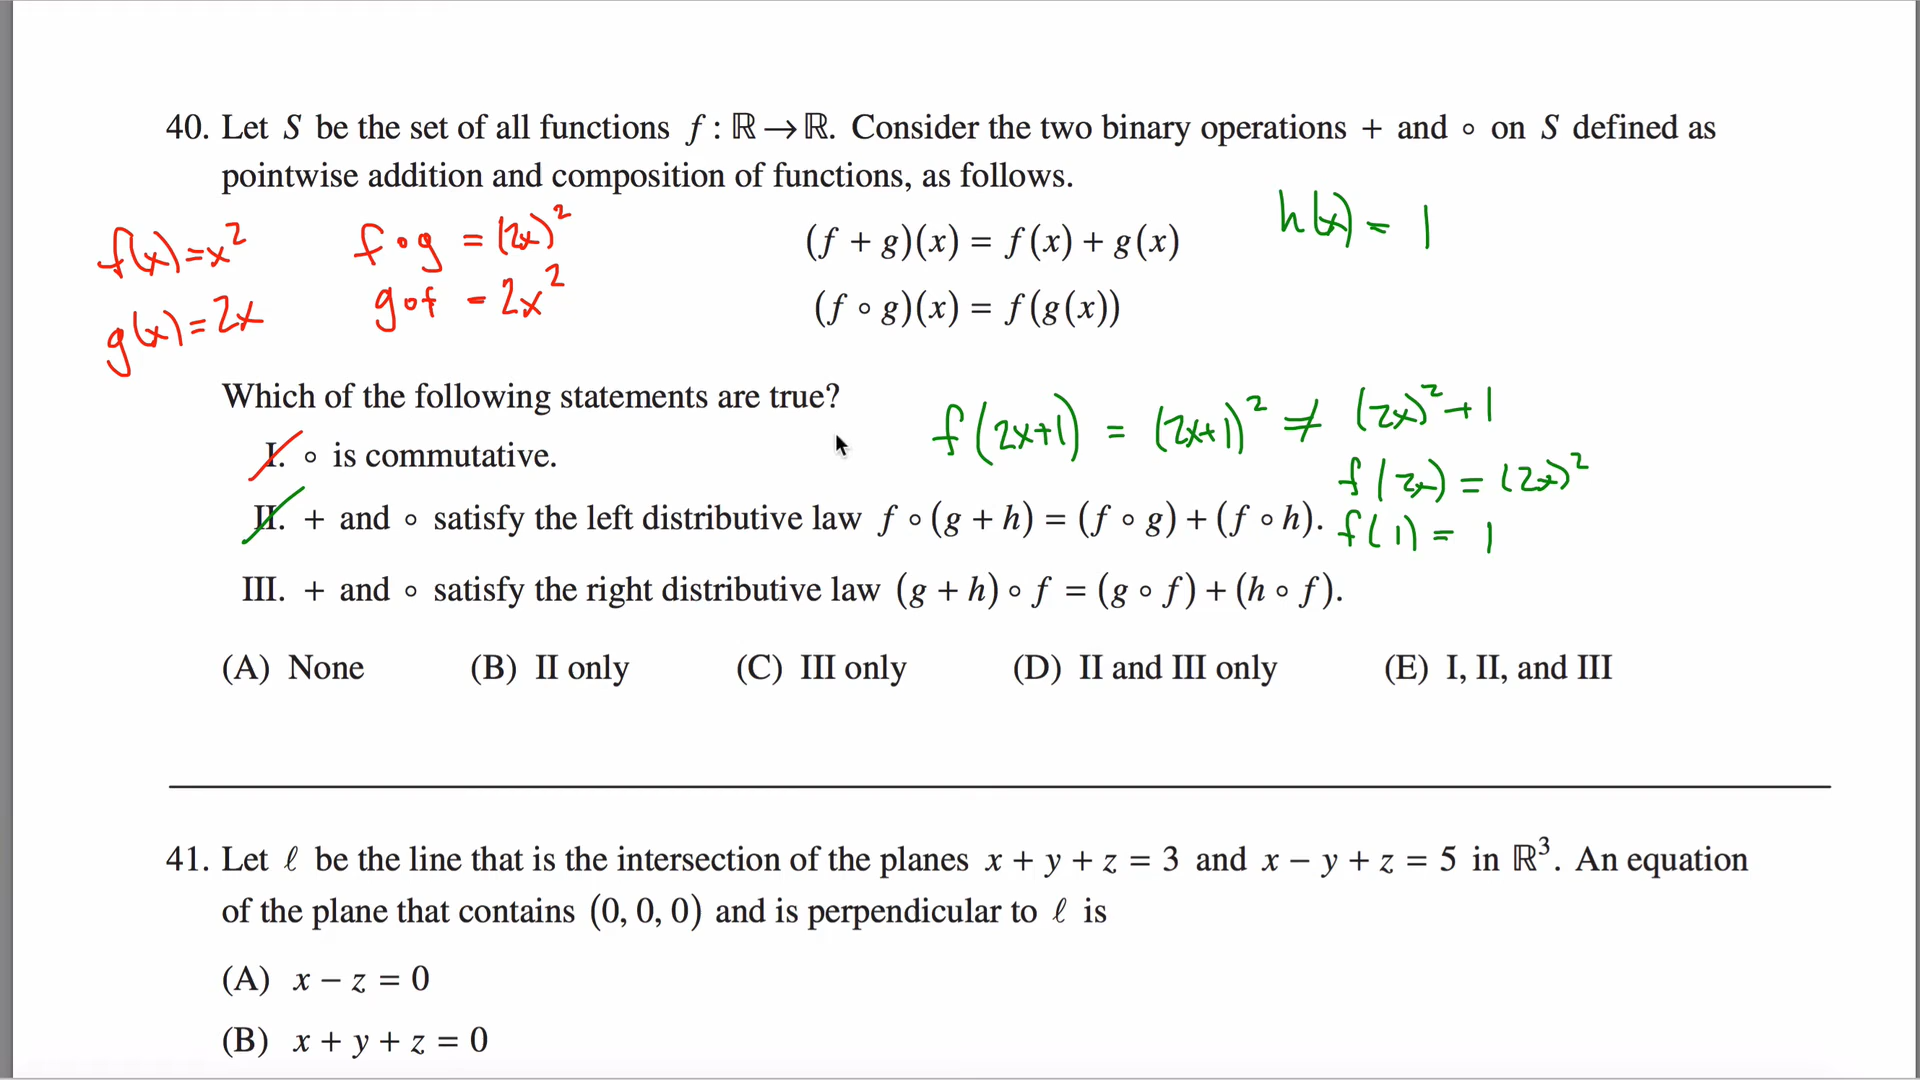 40. Let S be the set of all functions f : ℝ → ℝ. Consider the two binary operations + and ∘ on S defined as
pointwise addition and composition of functions, as follows.
h(x) = 1
f(x)=x²
f∘g = (2x)²
(f + g)(x) = f(x) + g(x)
g(x)=2x
g∘f = 2x²
(f ∘ g)(x) = f(g(x))
Which of the following statements are true?
f(2x+1) = (2x+1)² ≠ (2x)²+1
I. ∘ is commutative.
f(2x) = (2x)²
II. + and ∘ satisfy the left distributive law f ∘ (g + h) = (f ∘ g) + (f ∘ h).
f(1) = 1
III. + and ∘ satisfy the right distributive law (g + h) ∘ f = (g ∘ f) + (h ∘ f).
(A) None (B) II only (C) III only (D) II and III only (E) I, II, and III
41. Let ℓ be the line that is the intersection of the planes x + y + z = 3 and x − y + z = 5 in ℝ³. An equation
of the plane that contains (0, 0, 0) and is perpendicular to ℓ is
(A) x − z = 0
(B) x + y + z = 0